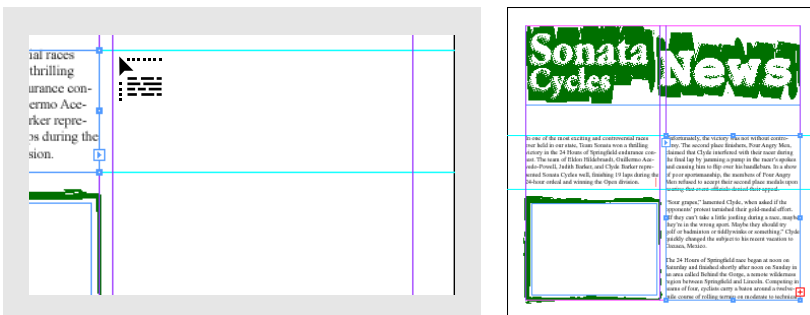 ial races
thrilling
urance con-
ermo Ace-
rker repre-
os during the
sion.
Sonata
Cycles
News
In one of the most exciting and controversial races
ever held in our state, Team Sonata won a thrilling
victory in the 24 Hours of Springfield endurance con-
test. The team of Eldon Hildebrandt, Guillermo Ace-
vedo-Powell, Judith Barker, and Clyde Barker repre-
sented Sonata Cycles well, finishing 19 laps during the
24-hour ordeal and winning the Open division.
Unfortunately, the victory was not without contro-
versy. The second place finishers, Four Angry Men,
claimed that Clyde interfered with their racer during
the final lap by jamming a pump in the racer's spokes
and causing him to flip over his handlebars. In a show
of poor sportsmanship, the members of Four Angry
Men refused to accept their second place medals upon
hearing that event officials denied their appeal.
"Sour grapes," lamented Clyde, when asked if the
opponents' protest tarnished their gold-medal effort.
"If they can't take a little jostling during a race, maybe
they're in the wrong sport. Maybe they should try
golf or badminton or tiddlywinks or something." Clyde
quickly changed the subject to his recent vacation to
Oaxaca, Mexico.
The 24 Hours of Springfield race began at noon on
Saturday and finished shortly after noon on Sunday in
an area called Behind the Gorge, a remote wilderness
region between Springfield and Lincoln. Competing in
teams of four, cyclists carry a baton around a twelve-
mile course of rolling terrain on moderate to technical